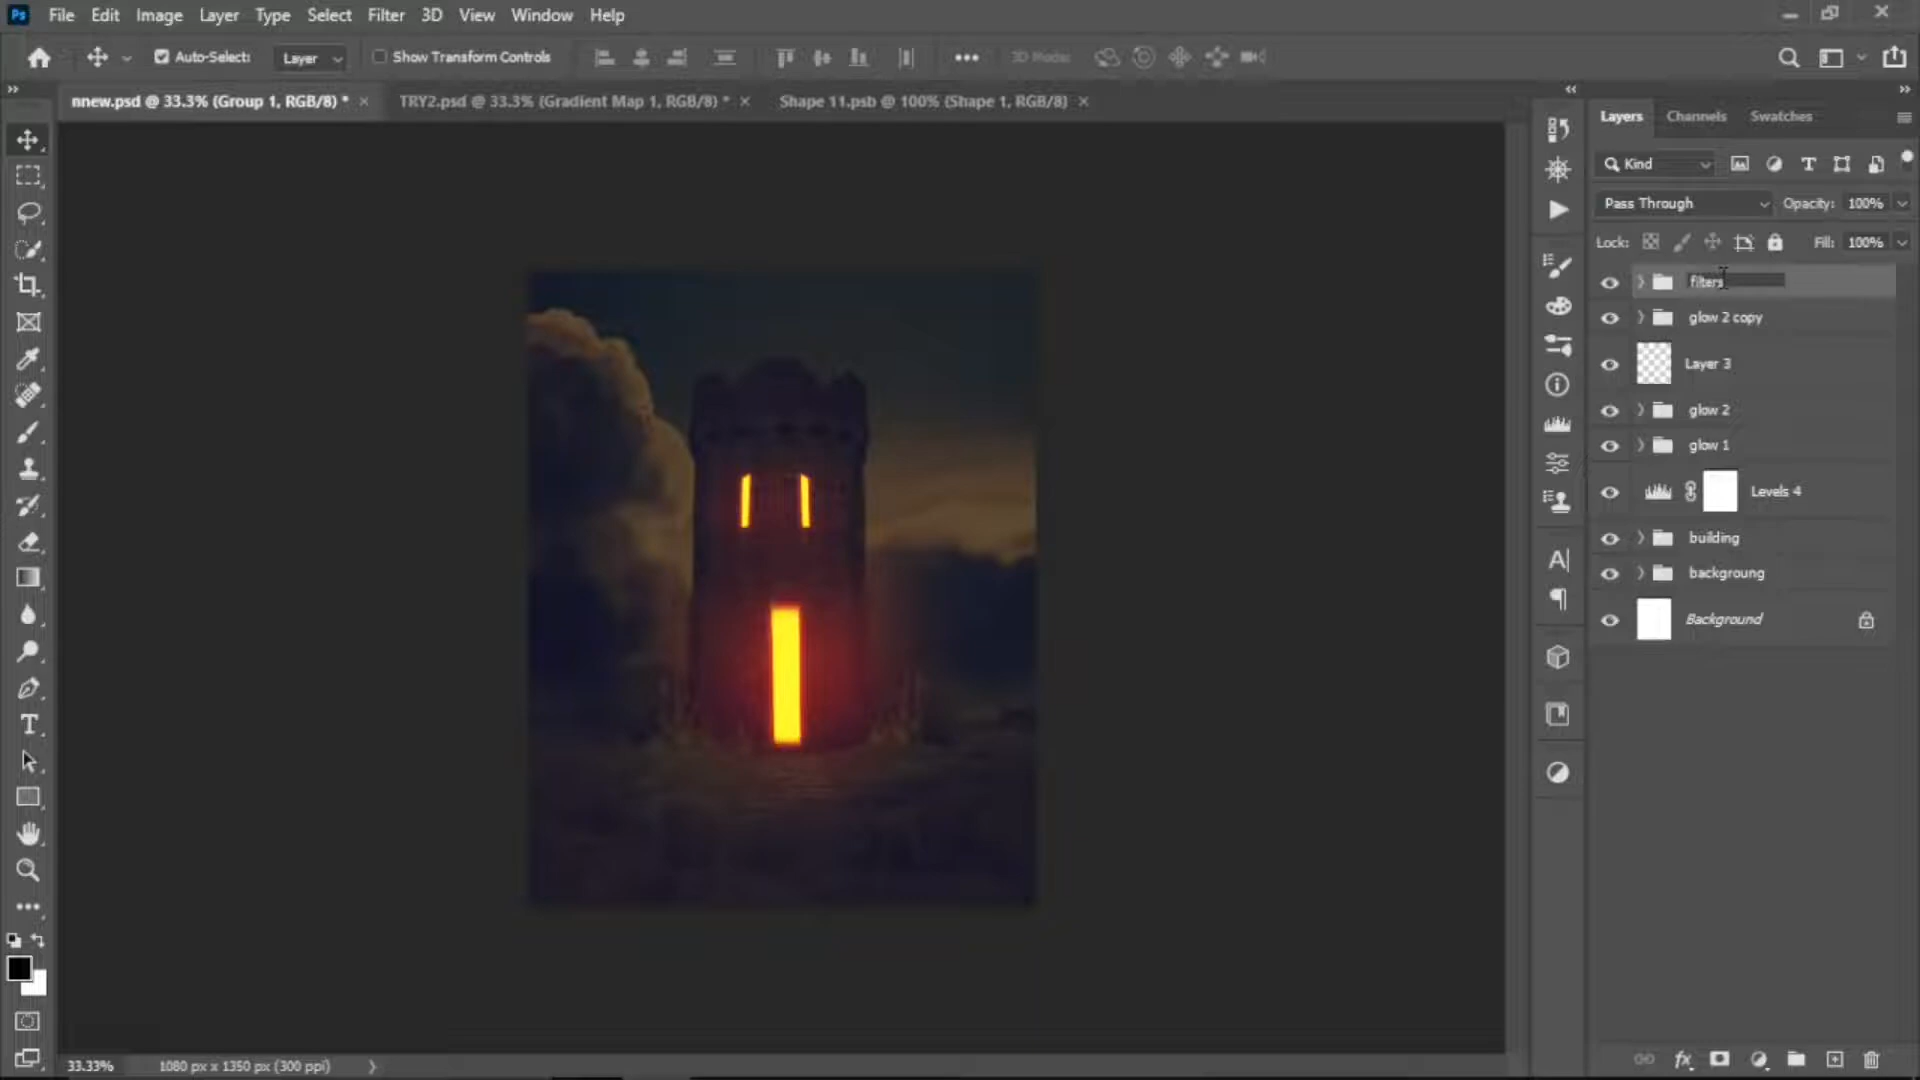 Ps File Edit Image Layer Type Select Filter 3D View Window Help
Auto-Select: Layer Show Transform Controls 3D Mode:
nnew.psd @ 33.3% (Group 1, RGB/8) * × TRY2.psd @ 33.3% (Gradient Map 1, RGB/8) * × Shape 11.psb @ 100% (Shape 1, RGB/8) ×
Layers Channels Swatches
Kind
Pass Through Opacity: 100%
Lock: Fill: 100%
filters
glow 2 copy
Layer 3
glow 2
glow 1
Levels 4
building
backgroung
Background
33.33% 1080 px x 1350 px (300 ppi)